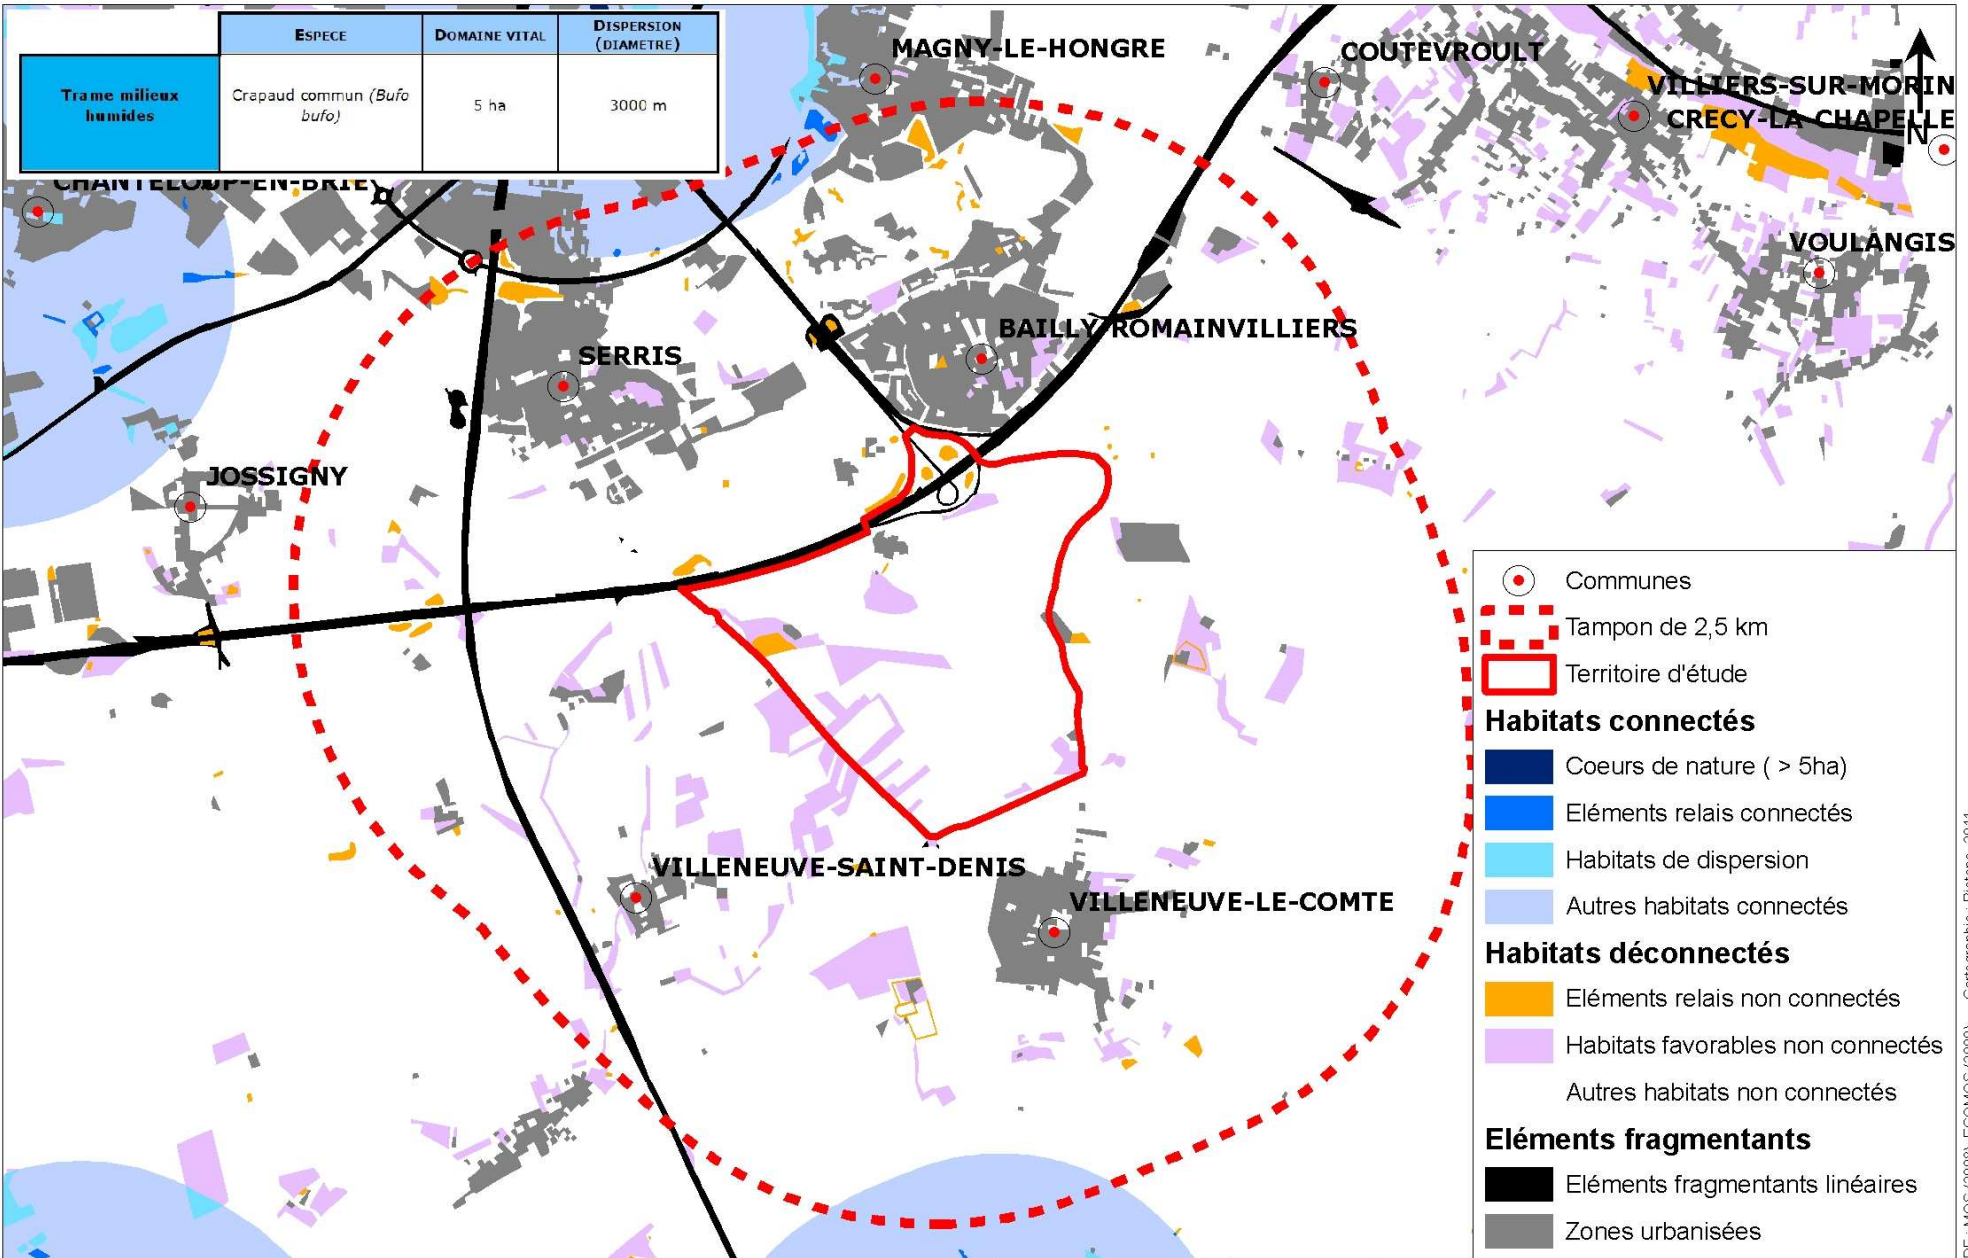 ESPECE DOMAINE VITAL DISPERSION
(DIAMETRE)
Trame milieux
humides
Crapaud commun (Bufo
bufo)
5 ha
3000 m
MAGNY-LE-HONGRE
COUTEVROULT
VILLIERS-SUR-MORIN
CRECY-LA-CHAPELLE
N
CHANTELOUP-EN-BRIE
VOULANGIS
BAILLY-ROMAINVILLIERS
SERRIS
JOSSIGNY
VILLENEUVE-SAINT-DENIS
VILLENEUVE-LE-COMTE
Communes
Tampon de 2,5 km
Territoire d'étude
Habitats connectés
Coeurs de nature ( > 5ha)
Eléments relais connectés
Habitats de dispersion
Autres habitats connectés
Habitats déconnectés
Eléments relais non connectés
Habitats favorables non connectés
Autres habitats non connectés
Eléments fragmentants
Eléments fragmentants linéaires
Zones urbanisées